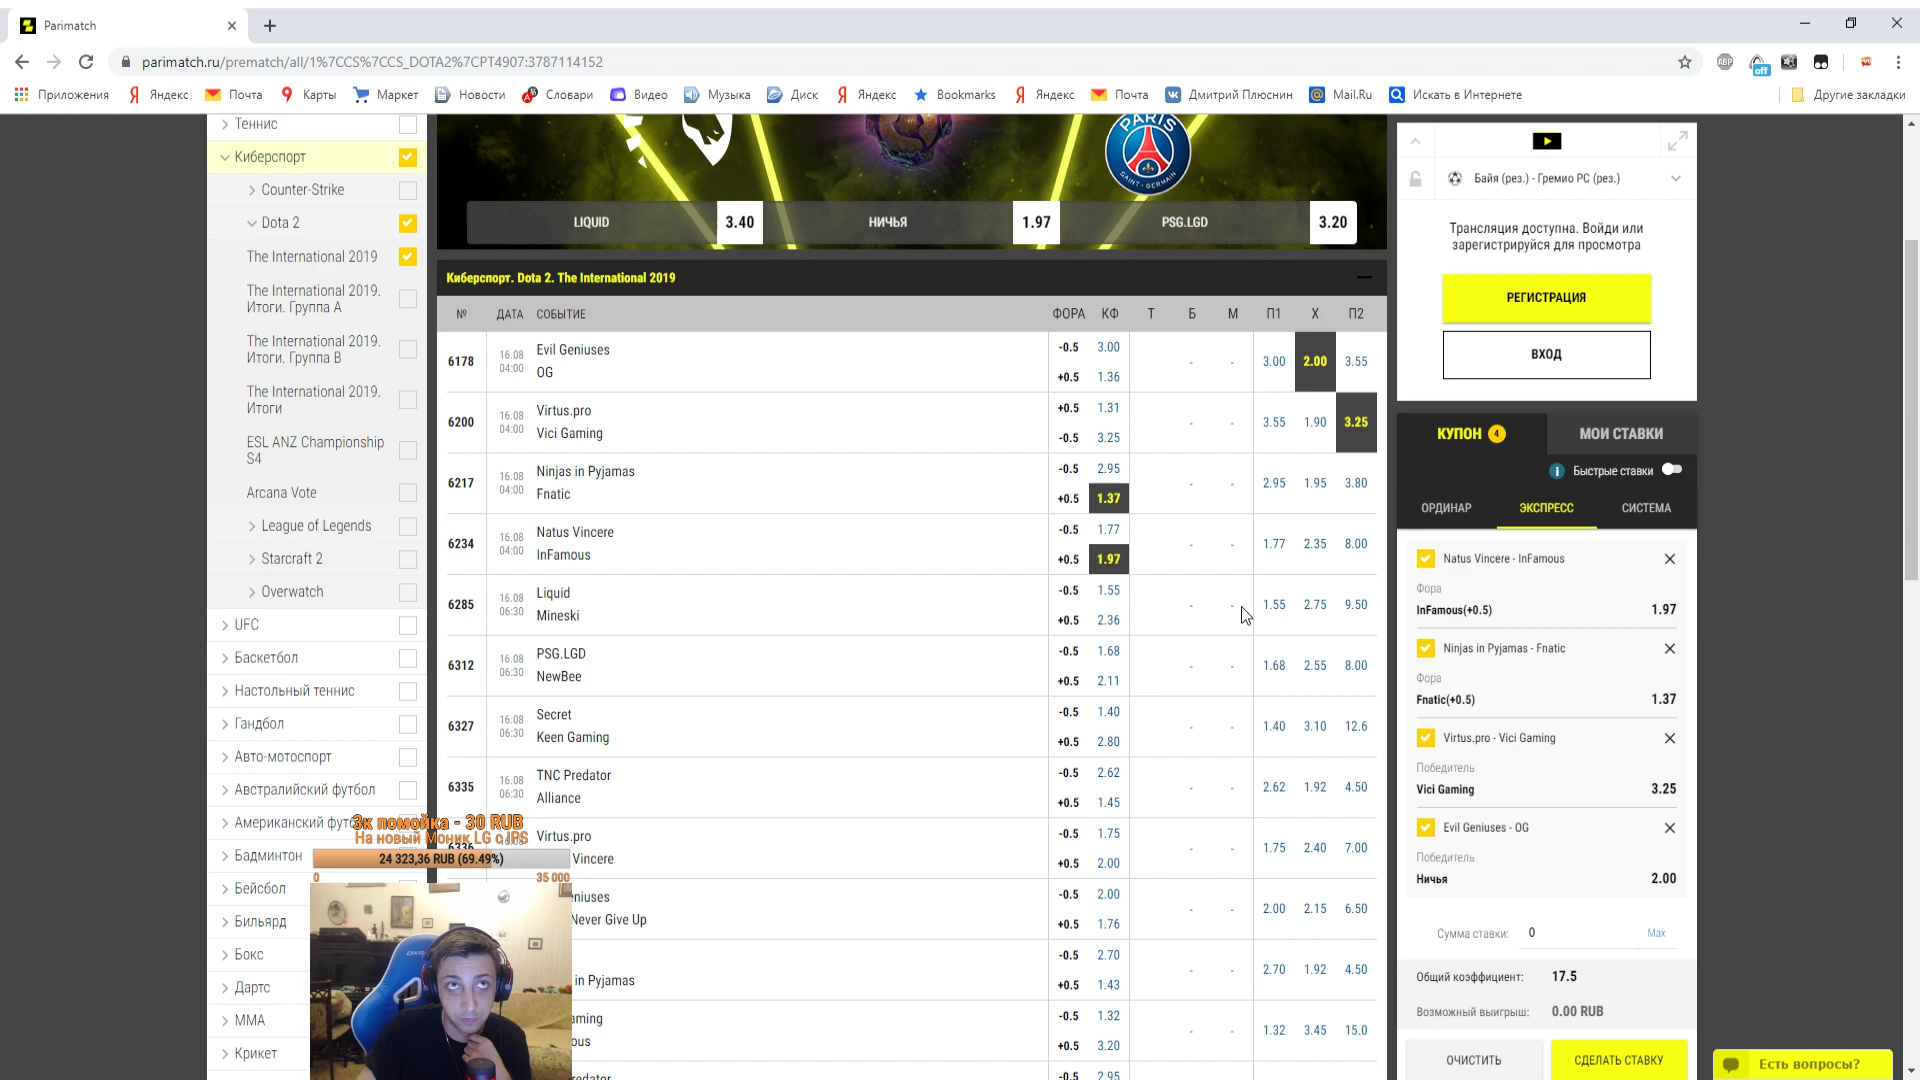 Parimatch
parimatch.ru/prematch/all/1%7CCS%7CCS_DOTA2%7CPT4907:3787114152
ABP
off
Приложения
Яндекс
Почта
Карты
Маркет
Новости
Словари
Видео
Музыка
Диск
Яндекс
Bookmarks
Яндекс
Почта
Дмитрий Плюснин
Mail.Ru
Искать в Интернете
Другие закладки
Теннис
Киберспорт
Counter-Strike
Dota 2
The International 2019
The International 2019.
Итоги. Группа А
The International 2019.
Итоги. Группа B
The International 2019.
Итоги
ESL ANZ Championship
S4
Arcana Vote
League of Legends
Starcraft 2
Overwatch
UFC
Баскетбол
Настольный теннис
Гандбол
Авто-мотоспорт
Австралийский футбол
Американский фут
Бадминтон
Бейсбол
Бильярд
Бокс
Дартс
ММА
Крикет
PARIS
SAINT-GERMAIN
LIQUID 3.40 НИЧЬЯ 1.97 PSG.LGD 3.20
Киберспорт. Dota 2. The International 2019
№ ДАТА СОБЫТИЕ ФОРА КФ Т Б М П1 Х П2
6178 16.08 04:00 Evil Geniuses -0.5 3.00 - - 3.00 2.00 3.55
OG +0.5 1.36
6200 16.08 04:00 Virtus.pro +0.5 1.31 - - 3.55 1.90 3.25
Vici Gaming -0.5 3.25
6217 16.08 04:00 Ninjas in Pyjamas -0.5 2.95 - - 2.95 1.95 3.80
Fnatic +0.5 1.37
6234 16.08 04:00 Natus Vincere -0.5 1.77 - - 1.77 2.35 8.00
InFamous +0.5 1.97
6285 16.08 06:30 Liquid -0.5 1.55 - - 1.55 2.75 9.50
Mineski +0.5 2.36
6312 16.08 06:30 PSG.LGD -0.5 1.68 - - 1.68 2.55 8.00
NewBee +0.5 2.11
6327 16.08 06:30 Secret -0.5 1.40 - - 1.40 3.10 12.6
Keen Gaming +0.5 2.80
6335 16.08 06:30 TNC Predator -0.5 2.62 - - 2.62 1.92 4.50
Alliance +0.5 1.45
Virtus.pro -0.5 1.75 - - 1.75 2.40 7.00
Vincere +0.5 2.00
eniuses -0.5 2.00 - - 2.00 2.15 6.50
Never Give Up +0.5 1.76
-0.5 2.70 - - 2.70 1.92 4.50
in Pyjamas +0.5 1.43
aming -0.5 1.32 - - 1.32 3.45 15.0
ous +0.5 3.20
edator -0.5 2.95
3к помойка - 30 RUB
На новый Моник LG с IPS
24 323,36 RUB (69.49%)
0 35 000
Байя (рез.) - Гремио РС (рез.)
Трансляция доступна. Войди или
зарегистрируйся для просмотра
РЕГИСТРАЦИЯ
ВХОД
КУПОН 4 МОИ СТАВКИ
Быстрые ставки
ОРДИНАР ЭКСПРЕСС СИСТЕМА
Natus Vincere - InFamous
Фора
InFamous(+0.5) 1.97
Ninjas in Pyjamas - Fnatic
Фора
Fnatic(+0.5) 1.37
Virtus.pro - Vici Gaming
Победитель
Vici Gaming 3.25
Evil Geniuses - OG
Победитель
Ничья 2.00
Сумма ставки: 0 Max
Общий коэффициент: 17.5
Возможный выигрыш: 0.00 RUB
ОЧИСТИТЬ СДЕЛАТЬ СТАВКУ
Есть вопросы?